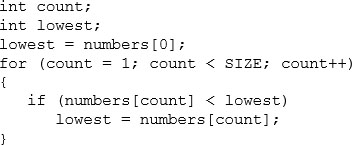 int count;
int lowest;
lowest = numbers[0];
for (count = 1; count < SIZE; count++)
{
   if (numbers[count] < lowest)
      lowest = numbers[count];
}